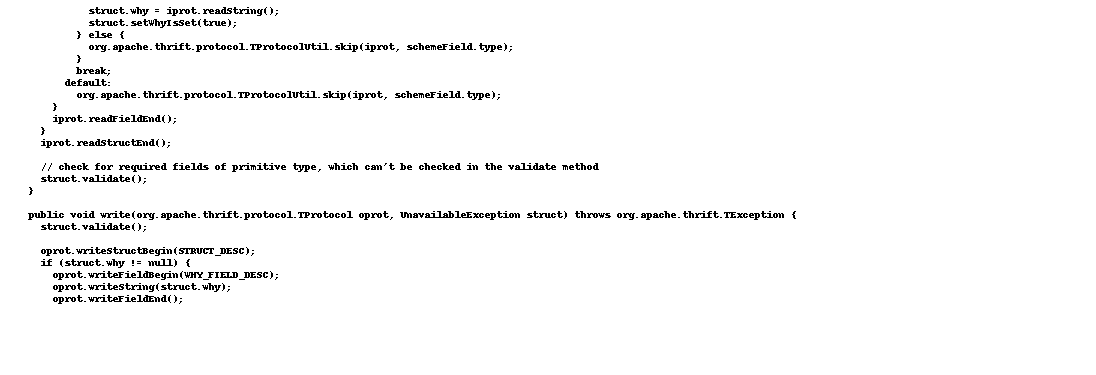 struct.why = iprot.readString();
struct.setWhyIsSet(true);
} else {
org.apache.thrift.protocol.TProtocolUtil.skip(iprot, schemeField.type);
}
break;
default:
org.apache.thrift.protocol.TProtocolUtil.skip(iprot, schemeField.type);
}
iprot.readFieldEnd();
}
iprot.readStructEnd();
// check for required fields of primitive type, which can't be checked in the validate method
struct.validate();
}
public void write(org.apache.thrift.protocol.TProtocol oprot, UnavailableException struct) throws org.apache.thrift.TException {
struct.validate();
oprot.writeStructBegin(STRUCT_DESC);
if (struct.why != null) {
oprot.writeFieldBegin(WHY_FIELD_DESC);
oprot.writeString(struct.why);
oprot.writeFieldEnd();